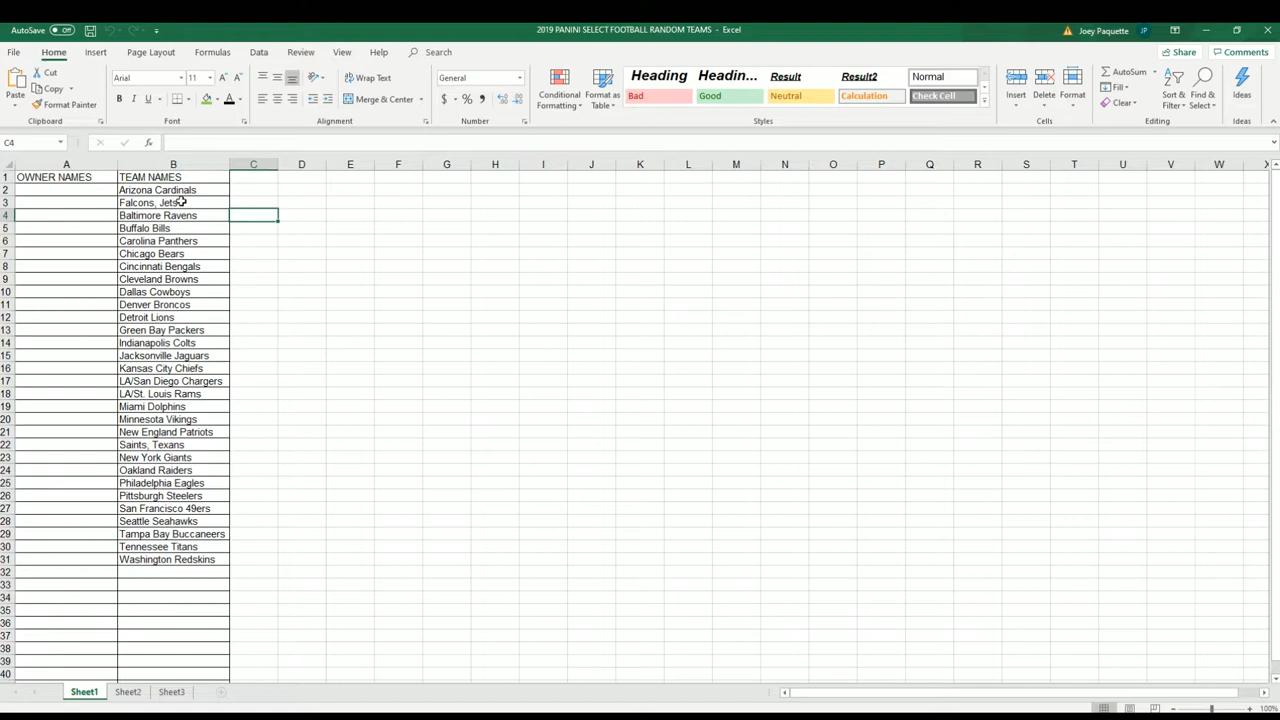 AutoSave Off
2019 PANINI SELECT FOOTBALL RANDOM TEAMS - Excel
Joey Paquette JP
File Home Insert Page Layout Formulas Data Review View Help Search
Share Comments
Paste
Cut
Copy
Format Painter
Clipboard
Arial 11
B I U
Font
Wrap Text
Merge & Center
Alignment
General
$ % ,
Number
Conditional Formatting
Format as Table
Heading Headin... Result Result2 Normal
Bad Good Neutral Calculation Check Cell
Styles
Insert Delete Format
Cells
AutoSum
Fill
Clear
Sort & Filter
Find & Select
Editing
Ideas
Ideas
C4 fx
A B C D E F G H I J K L M N O P Q R S T U V W X
1 OWNER NAMES TEAM NAMES
2 Arizona Cardinals
3 Falcons, Jets
4 Baltimore Ravens
5 Buffalo Bills
6 Carolina Panthers
7 Chicago Bears
8 Cincinnati Bengals
9 Cleveland Browns
10 Dallas Cowboys
11 Denver Broncos
12 Detroit Lions
13 Green Bay Packers
14 Indianapolis Colts
15 Jacksonville Jaguars
16 Kansas City Chiefs
17 LA/San Diego Chargers
18 LA/St. Louis Rams
19 Miami Dolphins
20 Minnesota Vikings
21 New England Patriots
22 Saints, Texans
23 New York Giants
24 Oakland Raiders
25 Philadelphia Eagles
26 Pittsburgh Steelers
27 San Francisco 49ers
28 Seattle Seahawks
29 Tampa Bay Buccaneers
30 Tennessee Titans
31 Washington Redskins
32
33
34
35
36
37
38
39
40
Sheet1 Sheet2 Sheet3
100%